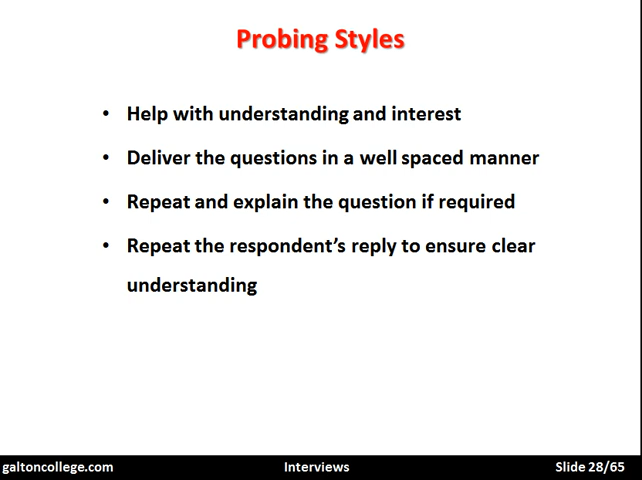 Probing Styles
• Help with understanding and interest
• Deliver the questions in a well spaced manner
• Repeat and explain the question if required
• Repeat the respondent’s reply to ensure clear
understanding
galtoncollege.com Interviews Slide 28/65